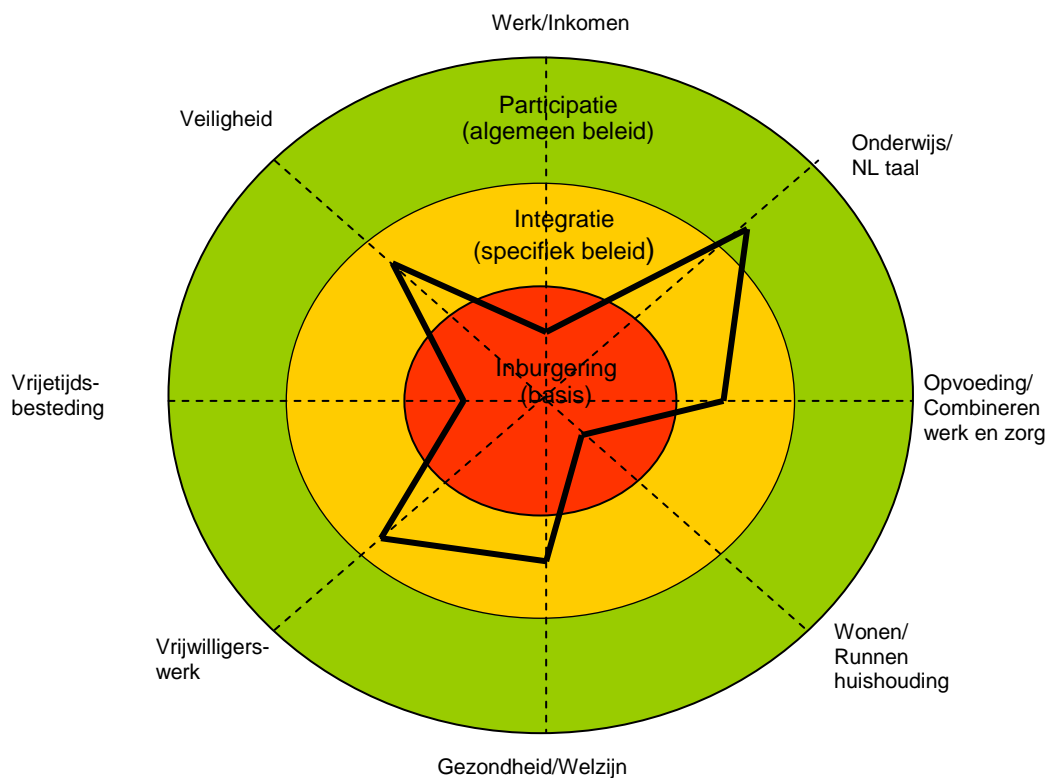 Werk/Inkomen
Participatie
(algemeen beleid)
Veiligheid
Onderwijs/
NL taal
Integratie
(specifiek beleid)
Inburgering
(basis)
Vrijetijds-
besteding
Opvoeding/
Combineren
werk en zorg
Vrijwilligers-
werk
Wonen/
Runnen
huishouding
Gezondheid/Welzijn